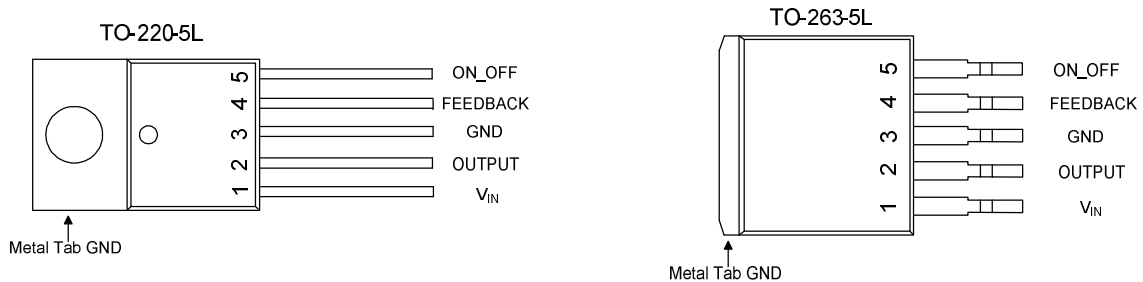 TO-220-5L
5 ON_OFF
4 FEEDBACK
3 GND
2 OUTPUT
1 VIN
Metal Tab GND
TO-263-5L
5 ON_OFF
4 FEEDBACK
3 GND
2 OUTPUT
1 VIN
Metal Tab GND